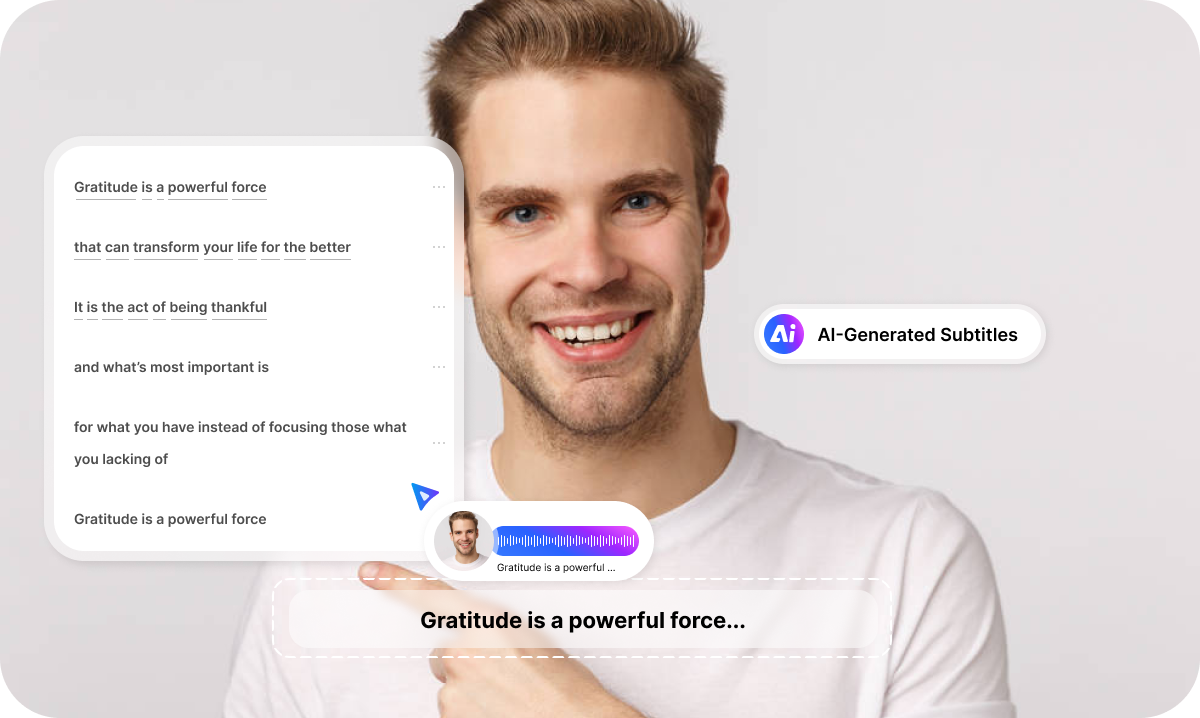 Gratitude is a powerful force
that can transform your life for the better
It is the act of being thankful
and what’s most important is
for what you have instead of focusing those what
you lacking of
Gratitude is a powerful force
Ai AI-Generated Subtitles
Gratitude is a powerful ...
Gratitude is a powerful force...